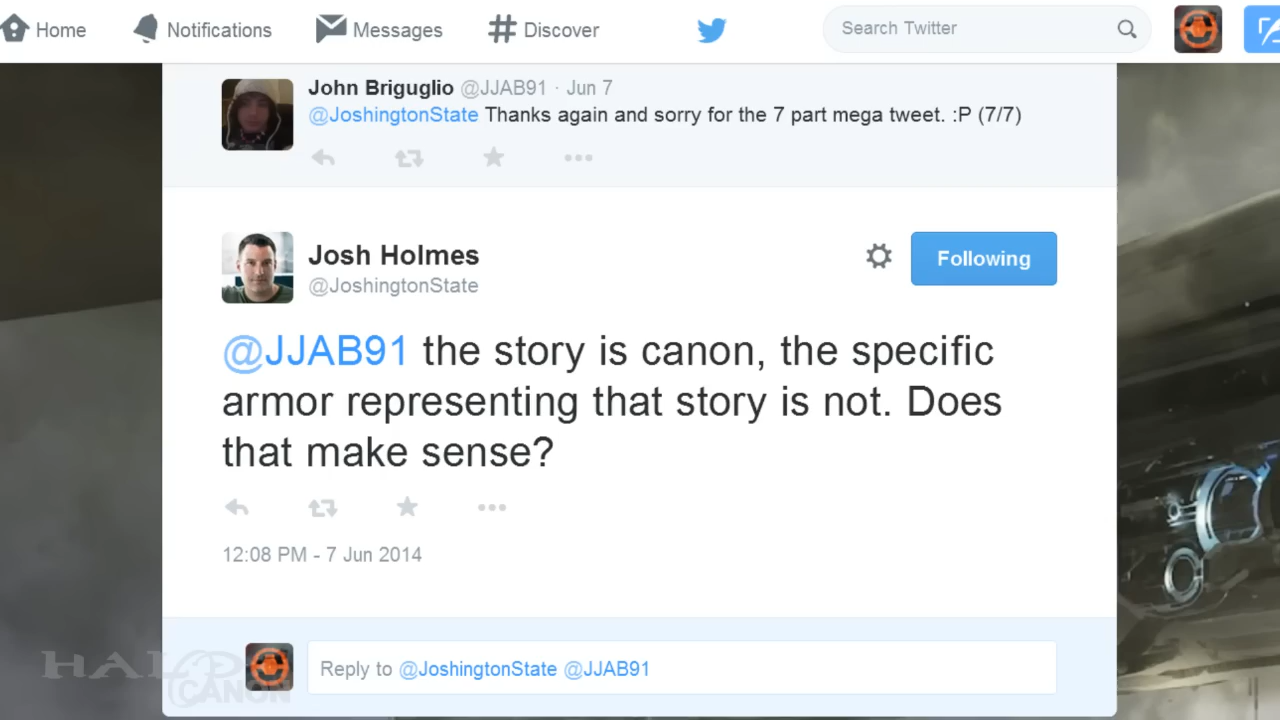 Home Notifications Messages Discover Search Twitter
John Briguglio @JJAB91 · Jun 7
@JoshingtonState Thanks again and sorry for the 7 part mega tweet. :P (7/7)
Josh Holmes
@JoshingtonState
Following
@JJAB91 the story is canon, the specific
armor representing that story is not. Does
that make sense?
12:08 PM - 7 Jun 2014
Reply to @JoshingtonState @JJAB91
HALO
CANON